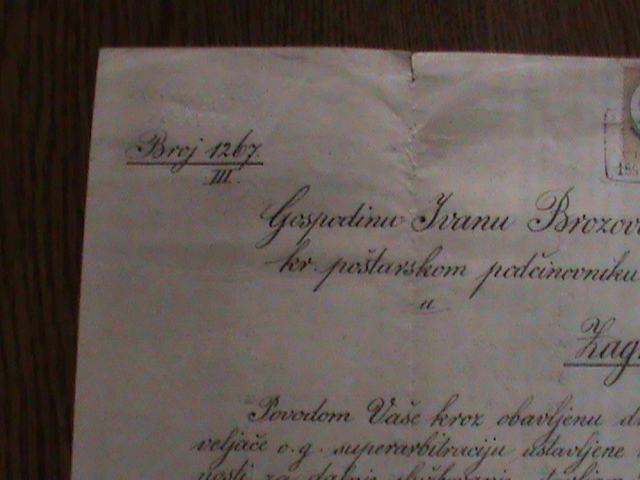 Broj 1267.
III.
Gospodinu Ivanu Brozov
kr. poštarskom podčinovniku
u
Zag
Povodom Vaše kroz obavljenu
veljače o.g. superarbitraciju ustavljene